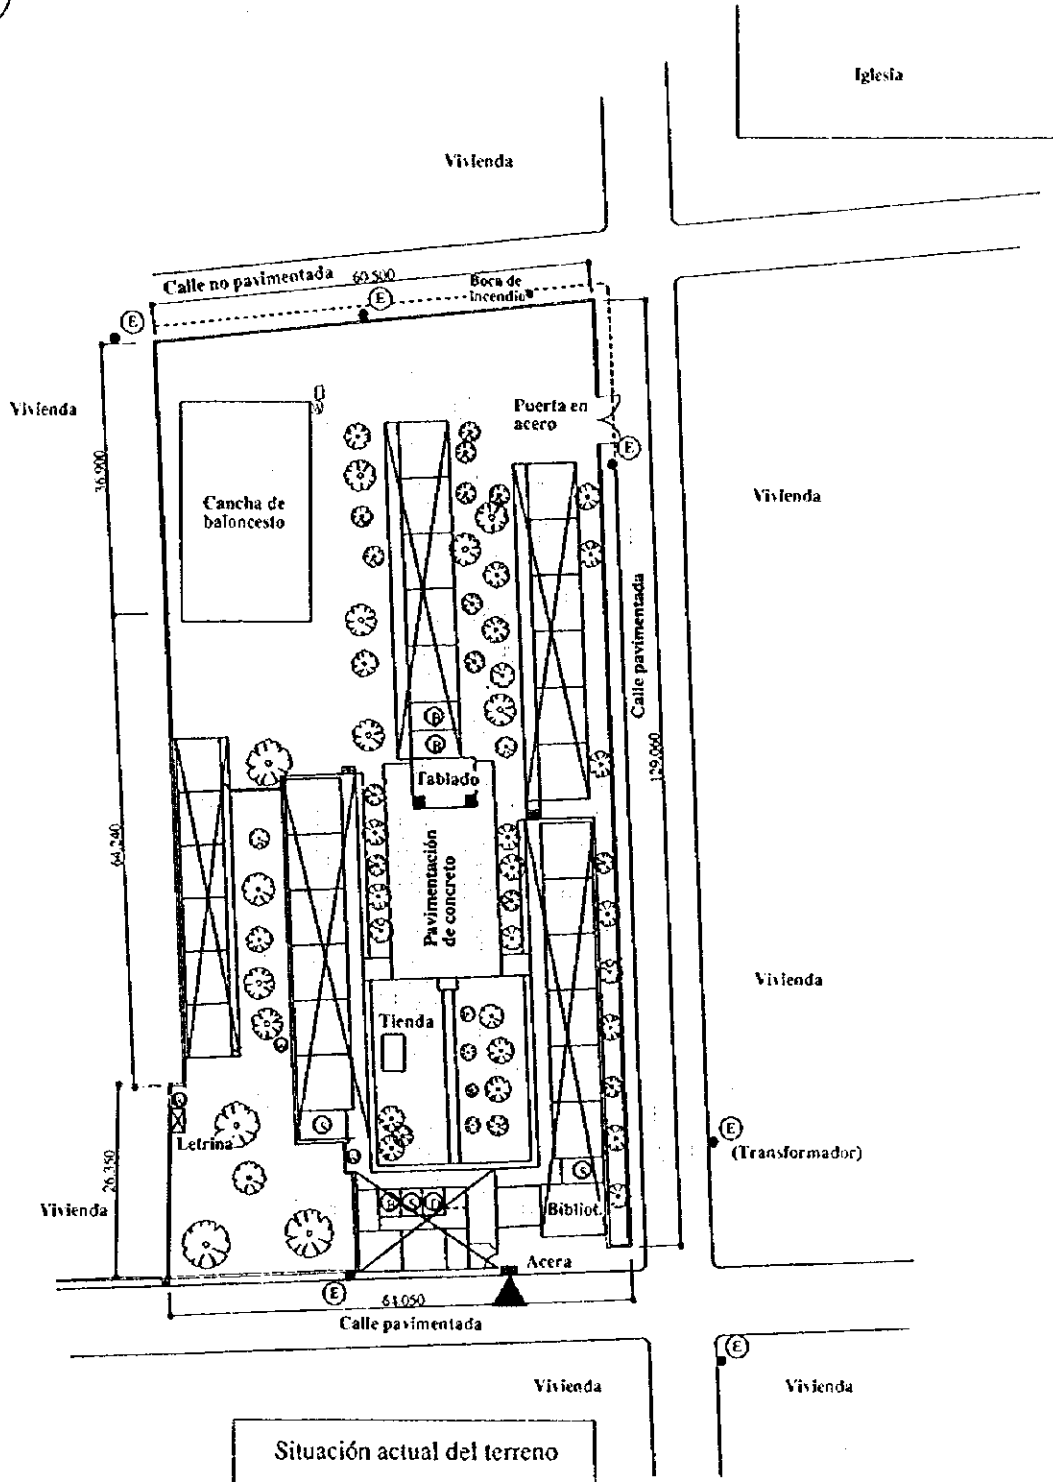 Iglesia
Vivienda
Calle no pavimentada
60.500
Boca de
Incendio
E
E
Vivienda
Puerta en
acero
E
36.900
Cancha de
baloncesto
Vivienda
Calle pavimentada
B
B
Tablado
129.060
64.240
Pavimentación
de concreto
Vivienda
Tienda
E
(Transformador)
Letrina
S
S
26.350
Vivienda
B
S
Bibliot.
Acera
E
64.050
Calle pavimentada
E
Vivienda
Vivienda
Situación actual del terreno